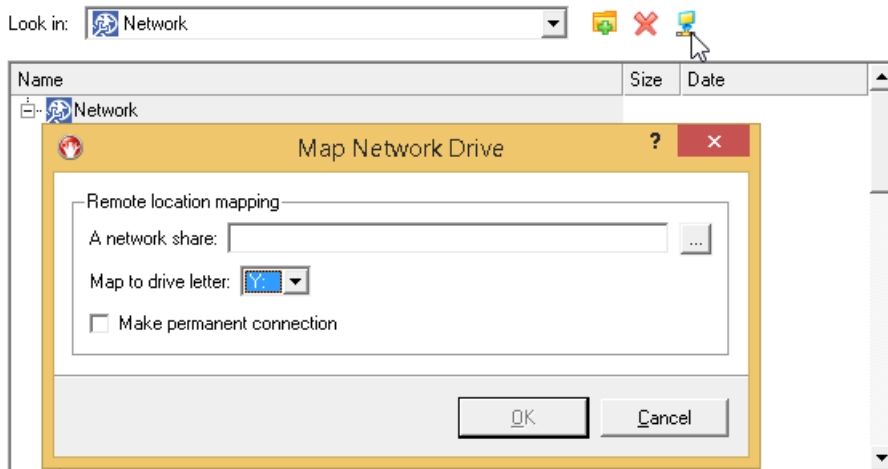 Look in: Network
Name Size Date
Network
Map Network Drive ?
Remote location mapping
A network share: ...
Map to drive letter: Y:
Make permanent connection
OK Cancel